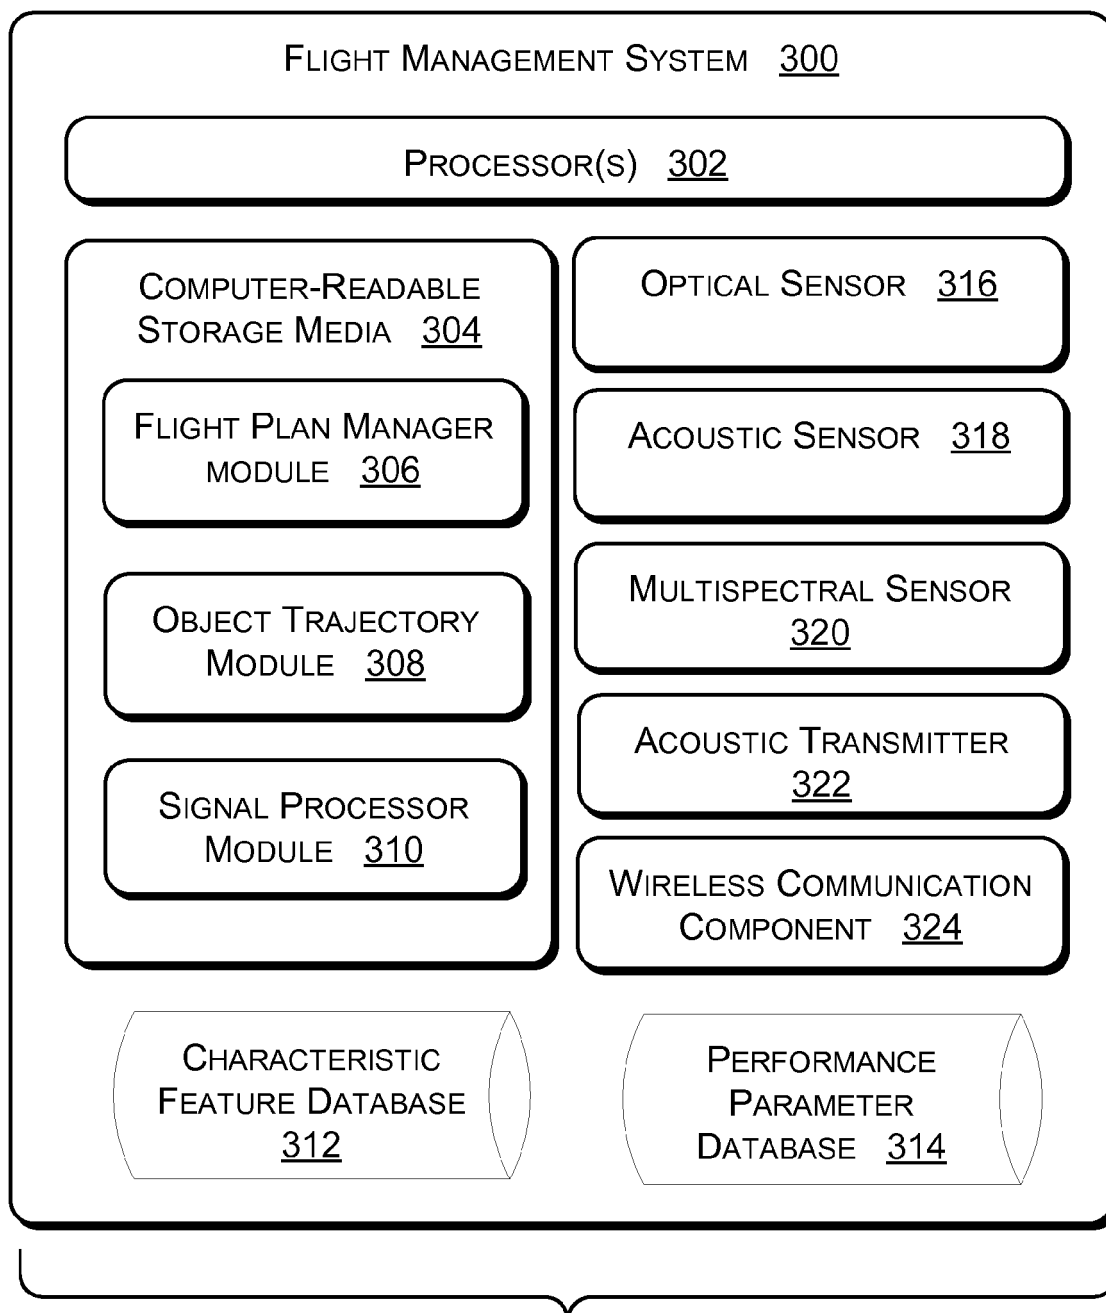 Flight Management System 300
Processor(s) 302
Computer-Readable
Storage Media 304
Flight Plan Manager
module 306
Object Trajectory
Module 308
Signal Processor
Module 310
Optical Sensor 316
Acoustic Sensor 318
Multispectral Sensor
320
Acoustic Transmitter
322
Wireless Communication
Component 324
Characteristic
Feature Database
312
Performance
Parameter
Database 314